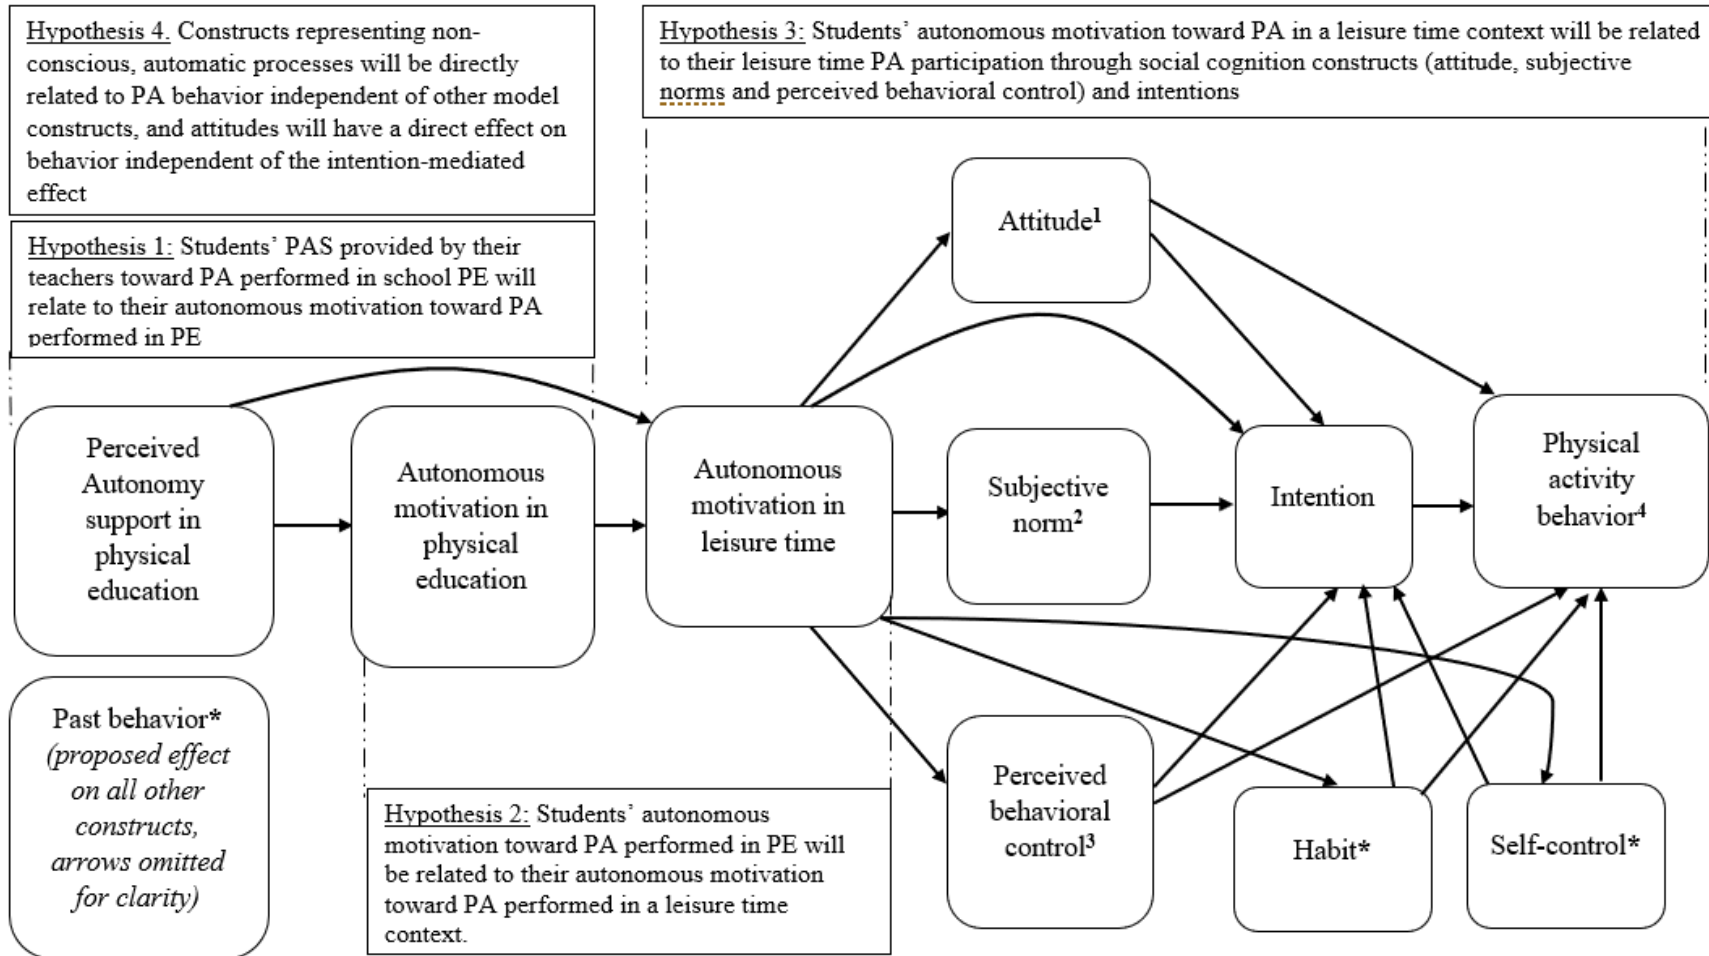 Hypothesis 4. Constructs representing non-
conscious, automatic processes will be directly
related to PA behavior independent of other model
constructs, and attitudes will have a direct effect on
behavior independent of the intention-mediated
effect
Hypothesis 3: Students’ autonomous motivation toward PA in a leisure time context will be related
to their leisure time PA participation through social cognition constructs (attitude, subjective
norms and perceived behavioral control) and intentions
Hypothesis 1: Students’ PAS provided by their
teachers toward PA performed in school PE will
relate to their autonomous motivation toward PA
performed in PE
Attitude¹
Perceived
Autonomy
support in
physical
education
Autonomous
motivation in
physical
education
Autonomous
motivation in
leisure time
Subjective
norm²
Intention
Physical
activity
behavior⁴
Past behavior*
(proposed effect
on all other
constructs,
arrows omitted
for clarity)
Hypothesis 2: Students’ autonomous
motivation toward PA performed in PE will
be related to their autonomous motivation
toward PA performed in a leisure time
context.
Perceived
behavioral
control³
Habit*
Self-control*